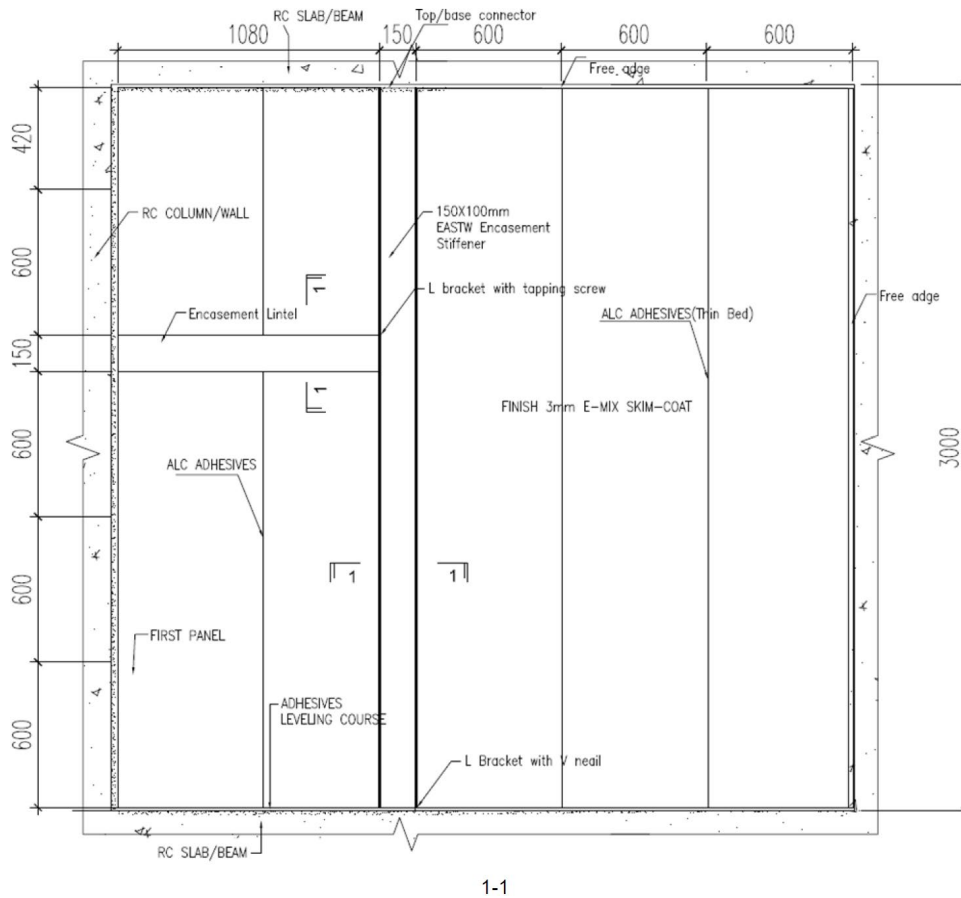 RC SLAB/BEAM
Top/base connector
1080
150
600
600
600
Free adge
420
RC COLUMN/WALL
150X100mm
EASTW Encasement
Stiffener
600
1
L bracket with tapping screw
Free adge
Encasement Lintel
ALC ADHESIVES(Thin Bed)
150
1
FINISH 3mm E-MIX SKIM-COAT
600
3000
ALC ADHESIVES
1
1
600
FIRST PANEL
ADHESIVES
LEVELING COURSE
600
L Bracket with V neail
RC SLAB/BEAM
1-1